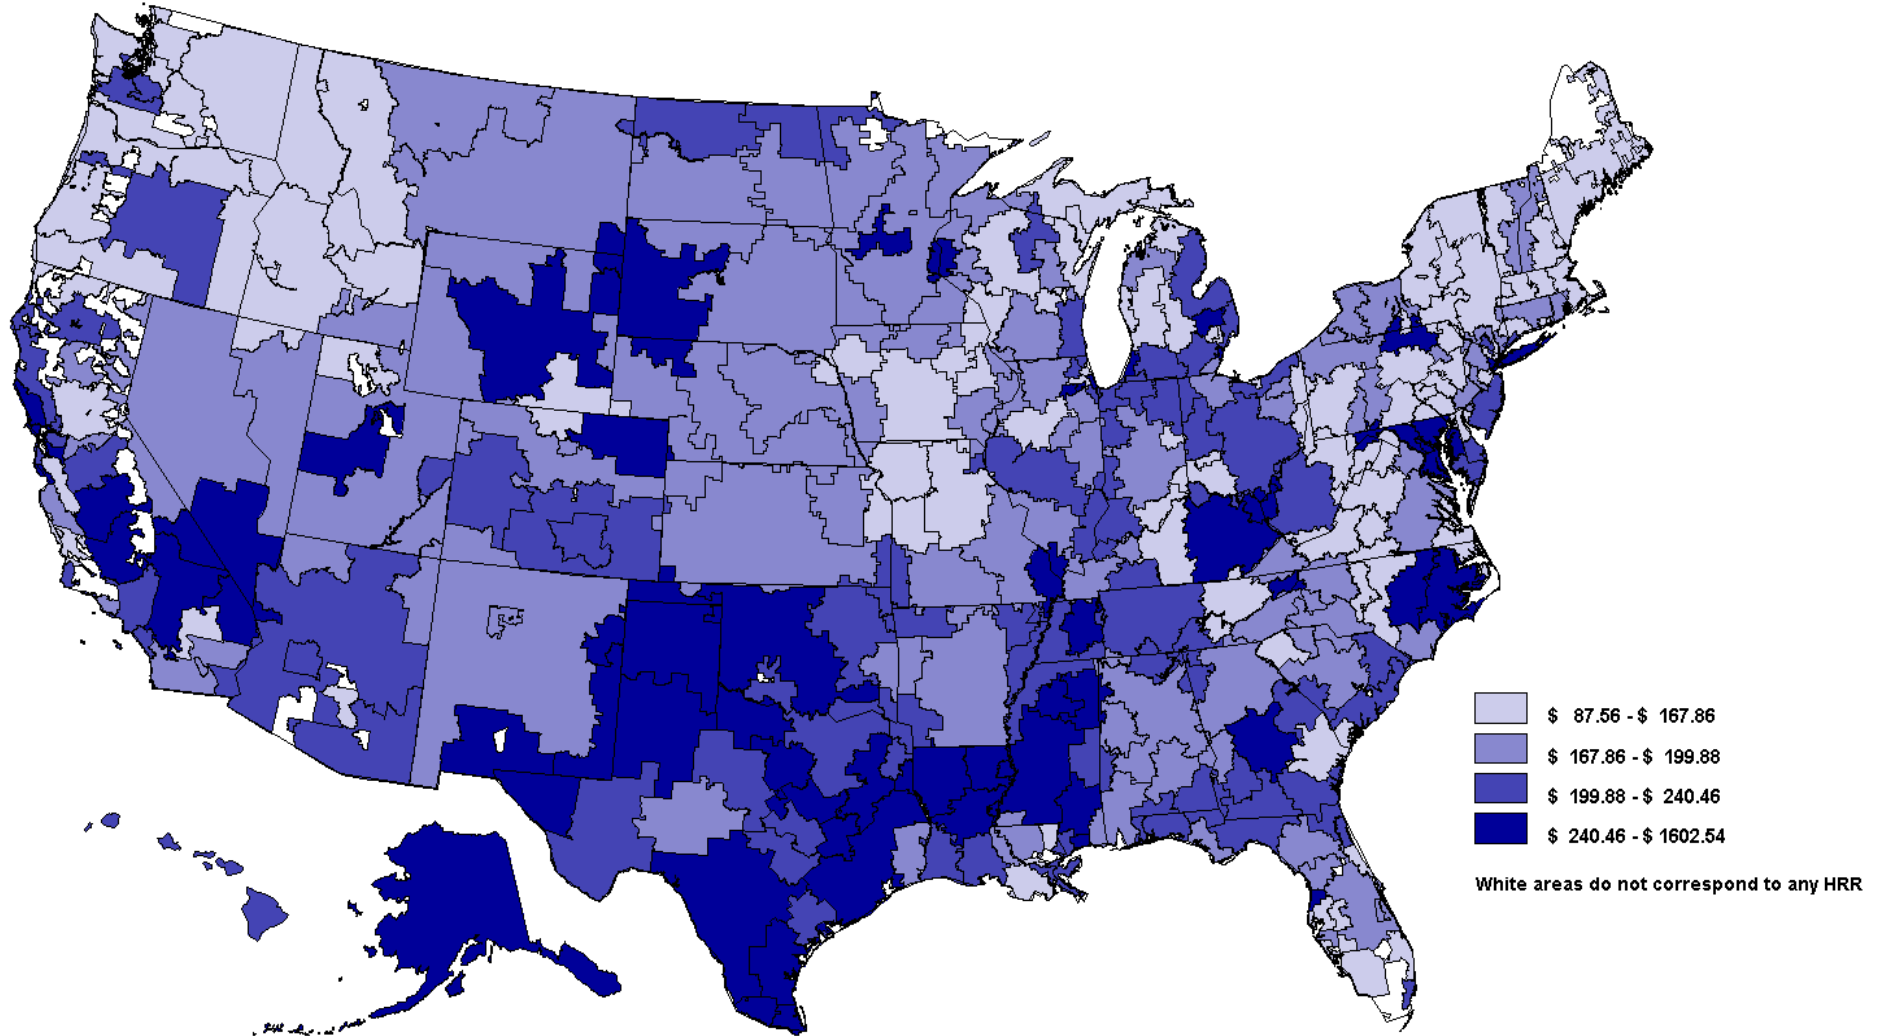 $ 87.56 - $ 167.86
$ 167.86 - $ 199.88
$ 199.88 - $ 240.46
$ 240.46 - $ 1602.54
White areas do not correspond to any HRR